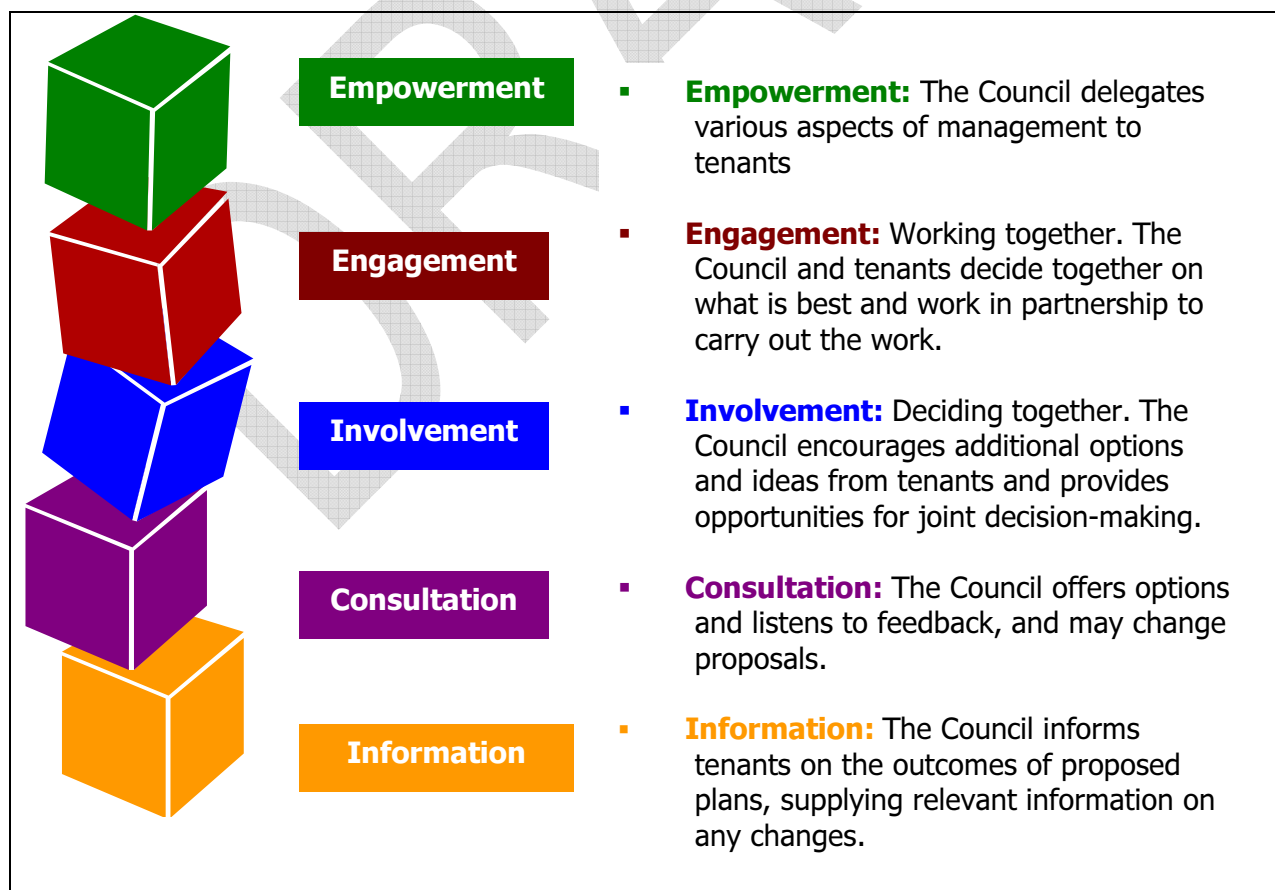 Empowerment
Engagement
Involvement
Consultation
Information
▪ Empowerment: The Council delegates
various aspects of management to
tenants
▪ Engagement: Working together. The
Council and tenants decide together on
what is best and work in partnership to
carry out the work.
▪ Involvement: Deciding together. The
Council encourages additional options
and ideas from tenants and provides
opportunities for joint decision-making.
▪ Consultation: The Council offers options
and listens to feedback, and may change
proposals.
▪ Information: The Council informs
tenants on the outcomes of proposed
plans, supplying relevant information on
any changes.